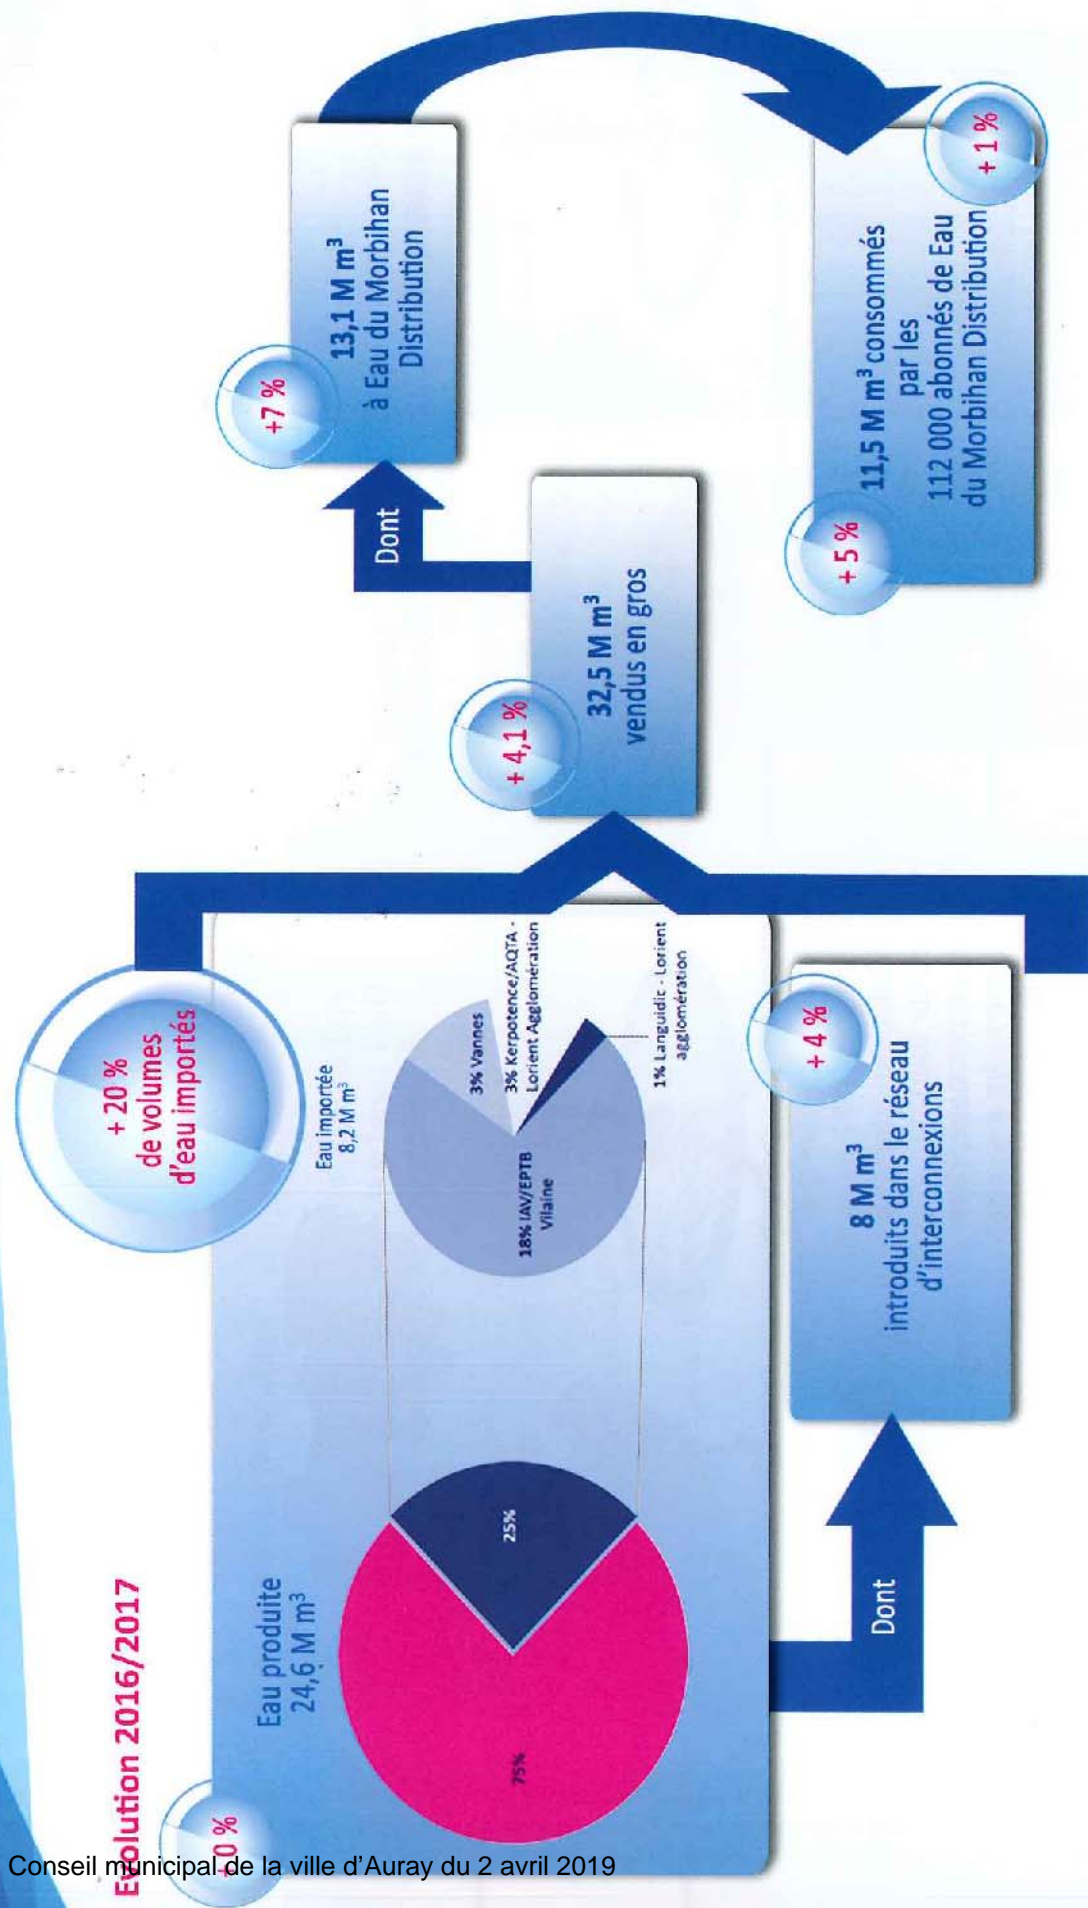 Evolution 2016/2017
+0 %
Eau produite
24,6 M m³
75%
25%
+ 20 %
de volumes
d'eau importés
Eau importée
8,2 M m³
18% IAV/EPTB
Vilaine
3% Vannes
3% Kerpotence/AQTA -
Lorient Agglomération
1% Languidic - Lorient
agglomération
Dont
+ 4 %
8 M m³
introduits dans le réseau
d'interconnexions
+ 4,1 %
32,5 M m³
vendus en gros
Dont
+7 %
13,1 M m³
à Eau du Morbihan
Distribution
+ 5 %
11,5 M m³ consommés
par les
112 000 abonnés de Eau
du Morbihan Distribution
+ 1 %
Conseil municipal de la ville d'Auray du 2 avril 2019